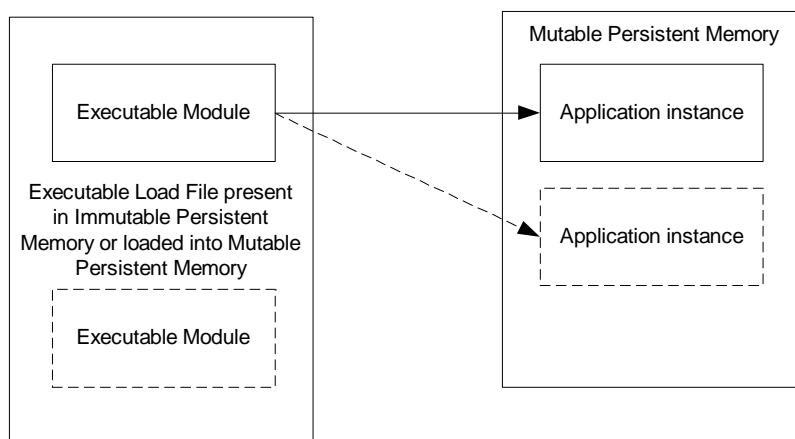 Executable Module
Executable Load File present
in Immutable Persistent
Memory or loaded into Mutable
Persistent Memory
Executable Module
Mutable Persistent Memory
Application instance
Application instance